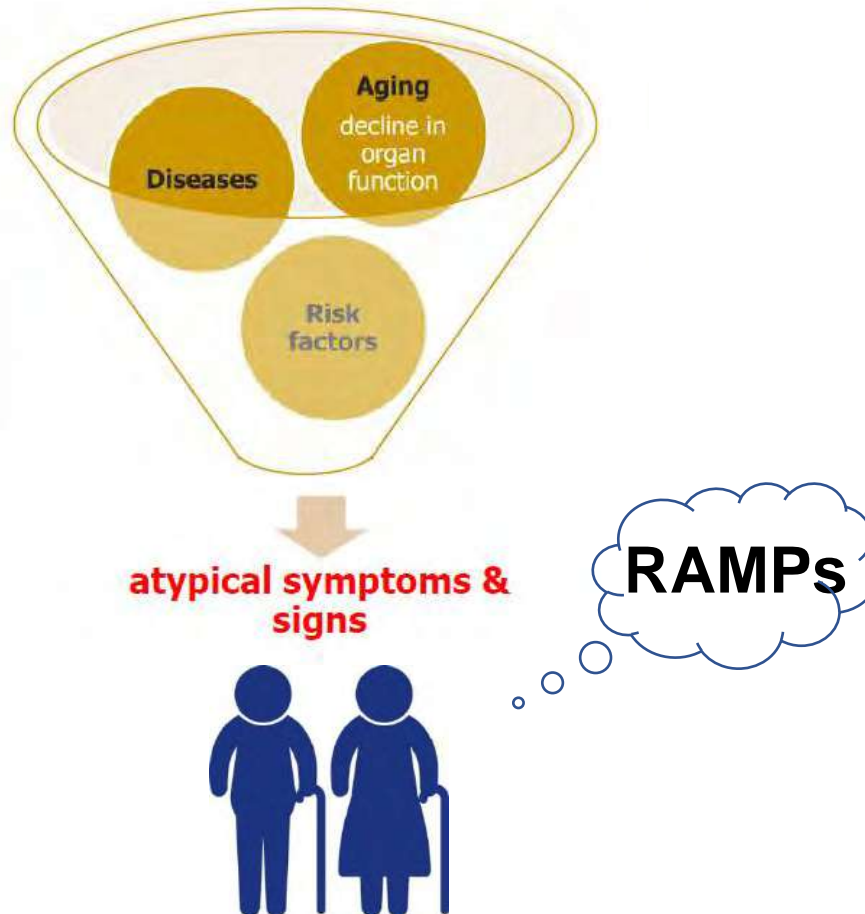 Aging
decline in
organ
function
Diseases
Risk
factors
atypical symptoms &
signs
RAMPs